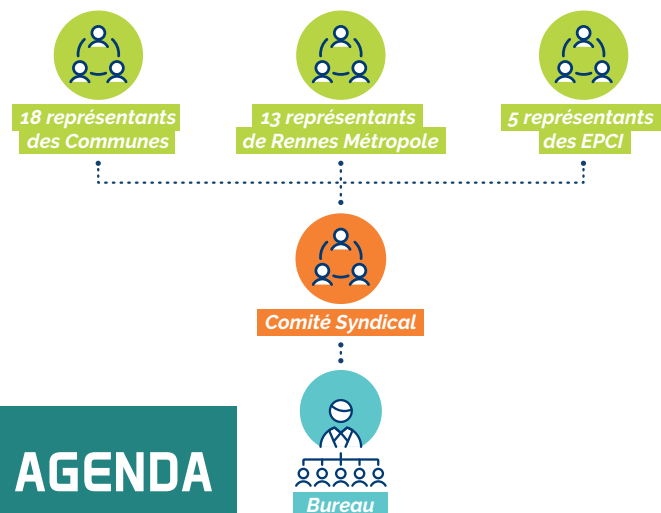 18 représentants
des Communes
13 représentants
de Rennes Métropole
5 représentants
des EPCI
Comité Syndical
AGENDA
Bureau